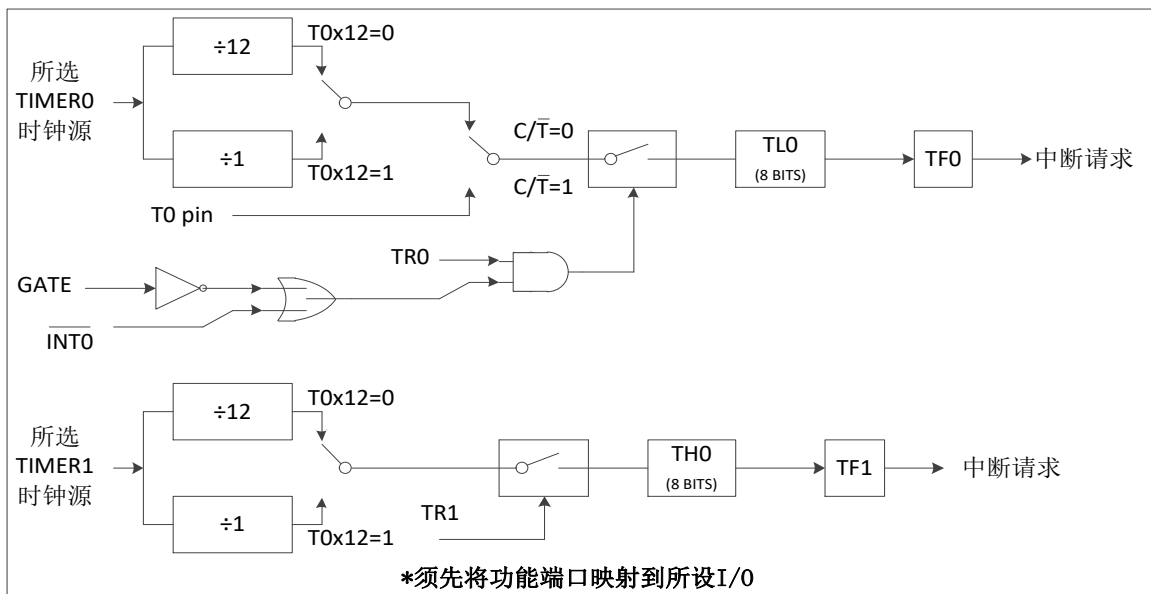 ÷12
T0x12=0
所选
TIMER0
时钟源
÷1
T0x12=1
T0 pin
C/T̅=0
C/T̅=1
TL0
(8 BITS)
TF0
中断请求
TR0
GATE
I̅N̅T̅0̅
÷12
T0x12=0
所选
TIMER1
时钟源
÷1
T0x12=1
TR1
TH0
(8 BITS)
TF1
中断请求
*须先将功能端口映射到所设I/O